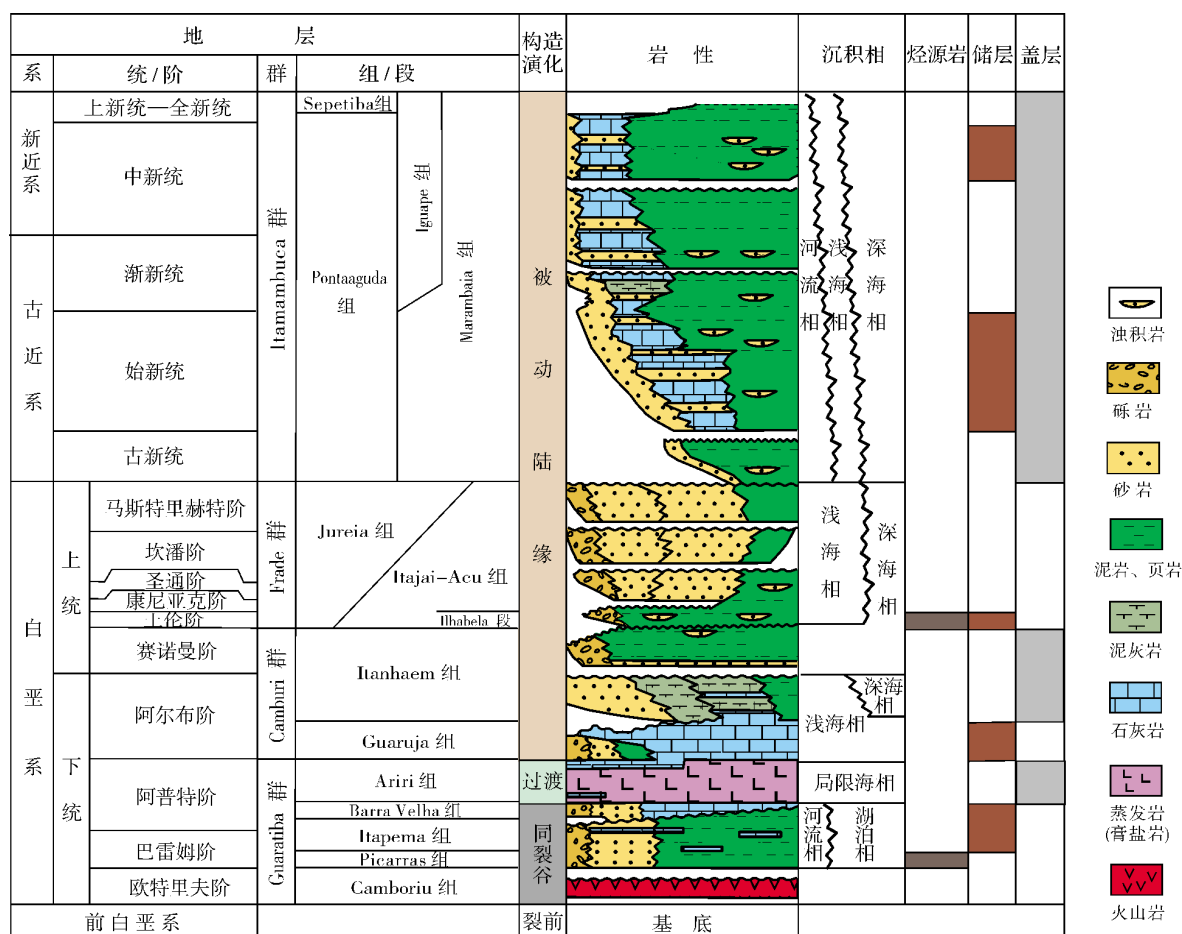 地 层
构造演化
岩 性
沉积相
烃源岩
储层
盖层
系
统/阶
群
组/段
新近系
上新统—全新统
中新统
古近系
渐新统
始新统
古新统
白垩系
上统
马斯特里赫特阶
坎潘阶
圣通阶
康尼亚克阶
土伦阶
赛诺曼阶
下统
阿尔布阶
阿普特阶
巴雷姆阶
欧特里夫阶
前白垩系
Itamambuca 群
Frade 群
Camburi 群
Guaratiba 群
Sepetiba组
Pontaaguda
组
Iguape 组
Marambaia 组
Jureia 组
Itajai-Acu 组
Ilhabela 段
Itanhaem 组
Guaruja 组
Ariri 组
Barra Velha 组
Itapema 组
Picarras 组
Camboriu 组
被动陆缘
过渡
同裂谷
裂前
基 底
河流相
浅海相
深海相
浅海相
深海相
深海相
浅海相
局限海相
河流相
湖泊相
浊积岩
砾岩
砂岩
泥岩、页岩
泥灰岩
石灰岩
蒸发岩
(膏盐岩)
火山岩